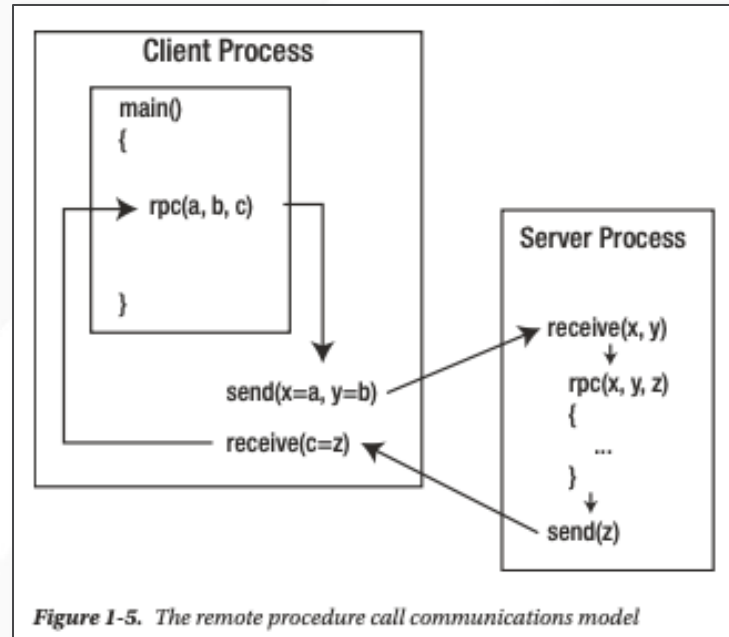 Client Process
main()
{
rpc(a, b, c)
}
send(x=a, y=b)
receive(c=z)
Server Process
receive(x, y)
rpc(x, y, z)
{
...
}
send(z)
Figure 1-5. The remote procedure call communications model